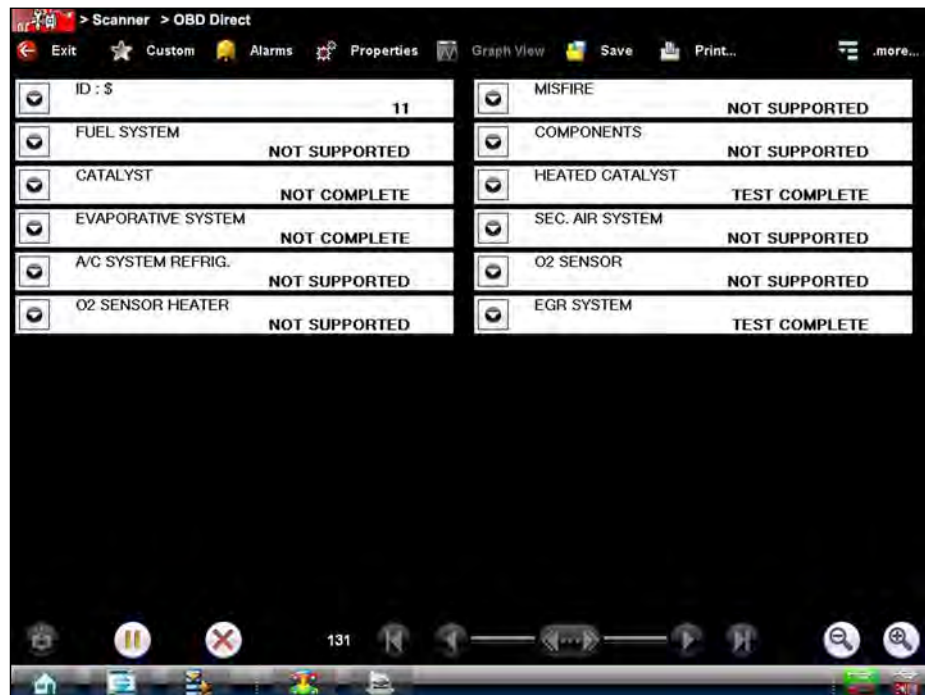 > Scanner > OBD Direct
Exit Custom Alarms Properties Graph View Save Print... .more...
ID : $
11
MISFIRE
NOT SUPPORTED
FUEL SYSTEM
NOT SUPPORTED
COMPONENTS
NOT SUPPORTED
CATALYST
NOT COMPLETE
HEATED CATALYST
TEST COMPLETE
EVAPORATIVE SYSTEM
NOT COMPLETE
SEC. AIR SYSTEM
NOT SUPPORTED
A/C SYSTEM REFRIG.
NOT SUPPORTED
O2 SENSOR
NOT SUPPORTED
O2 SENSOR HEATER
NOT SUPPORTED
EGR SYSTEM
TEST COMPLETE
131